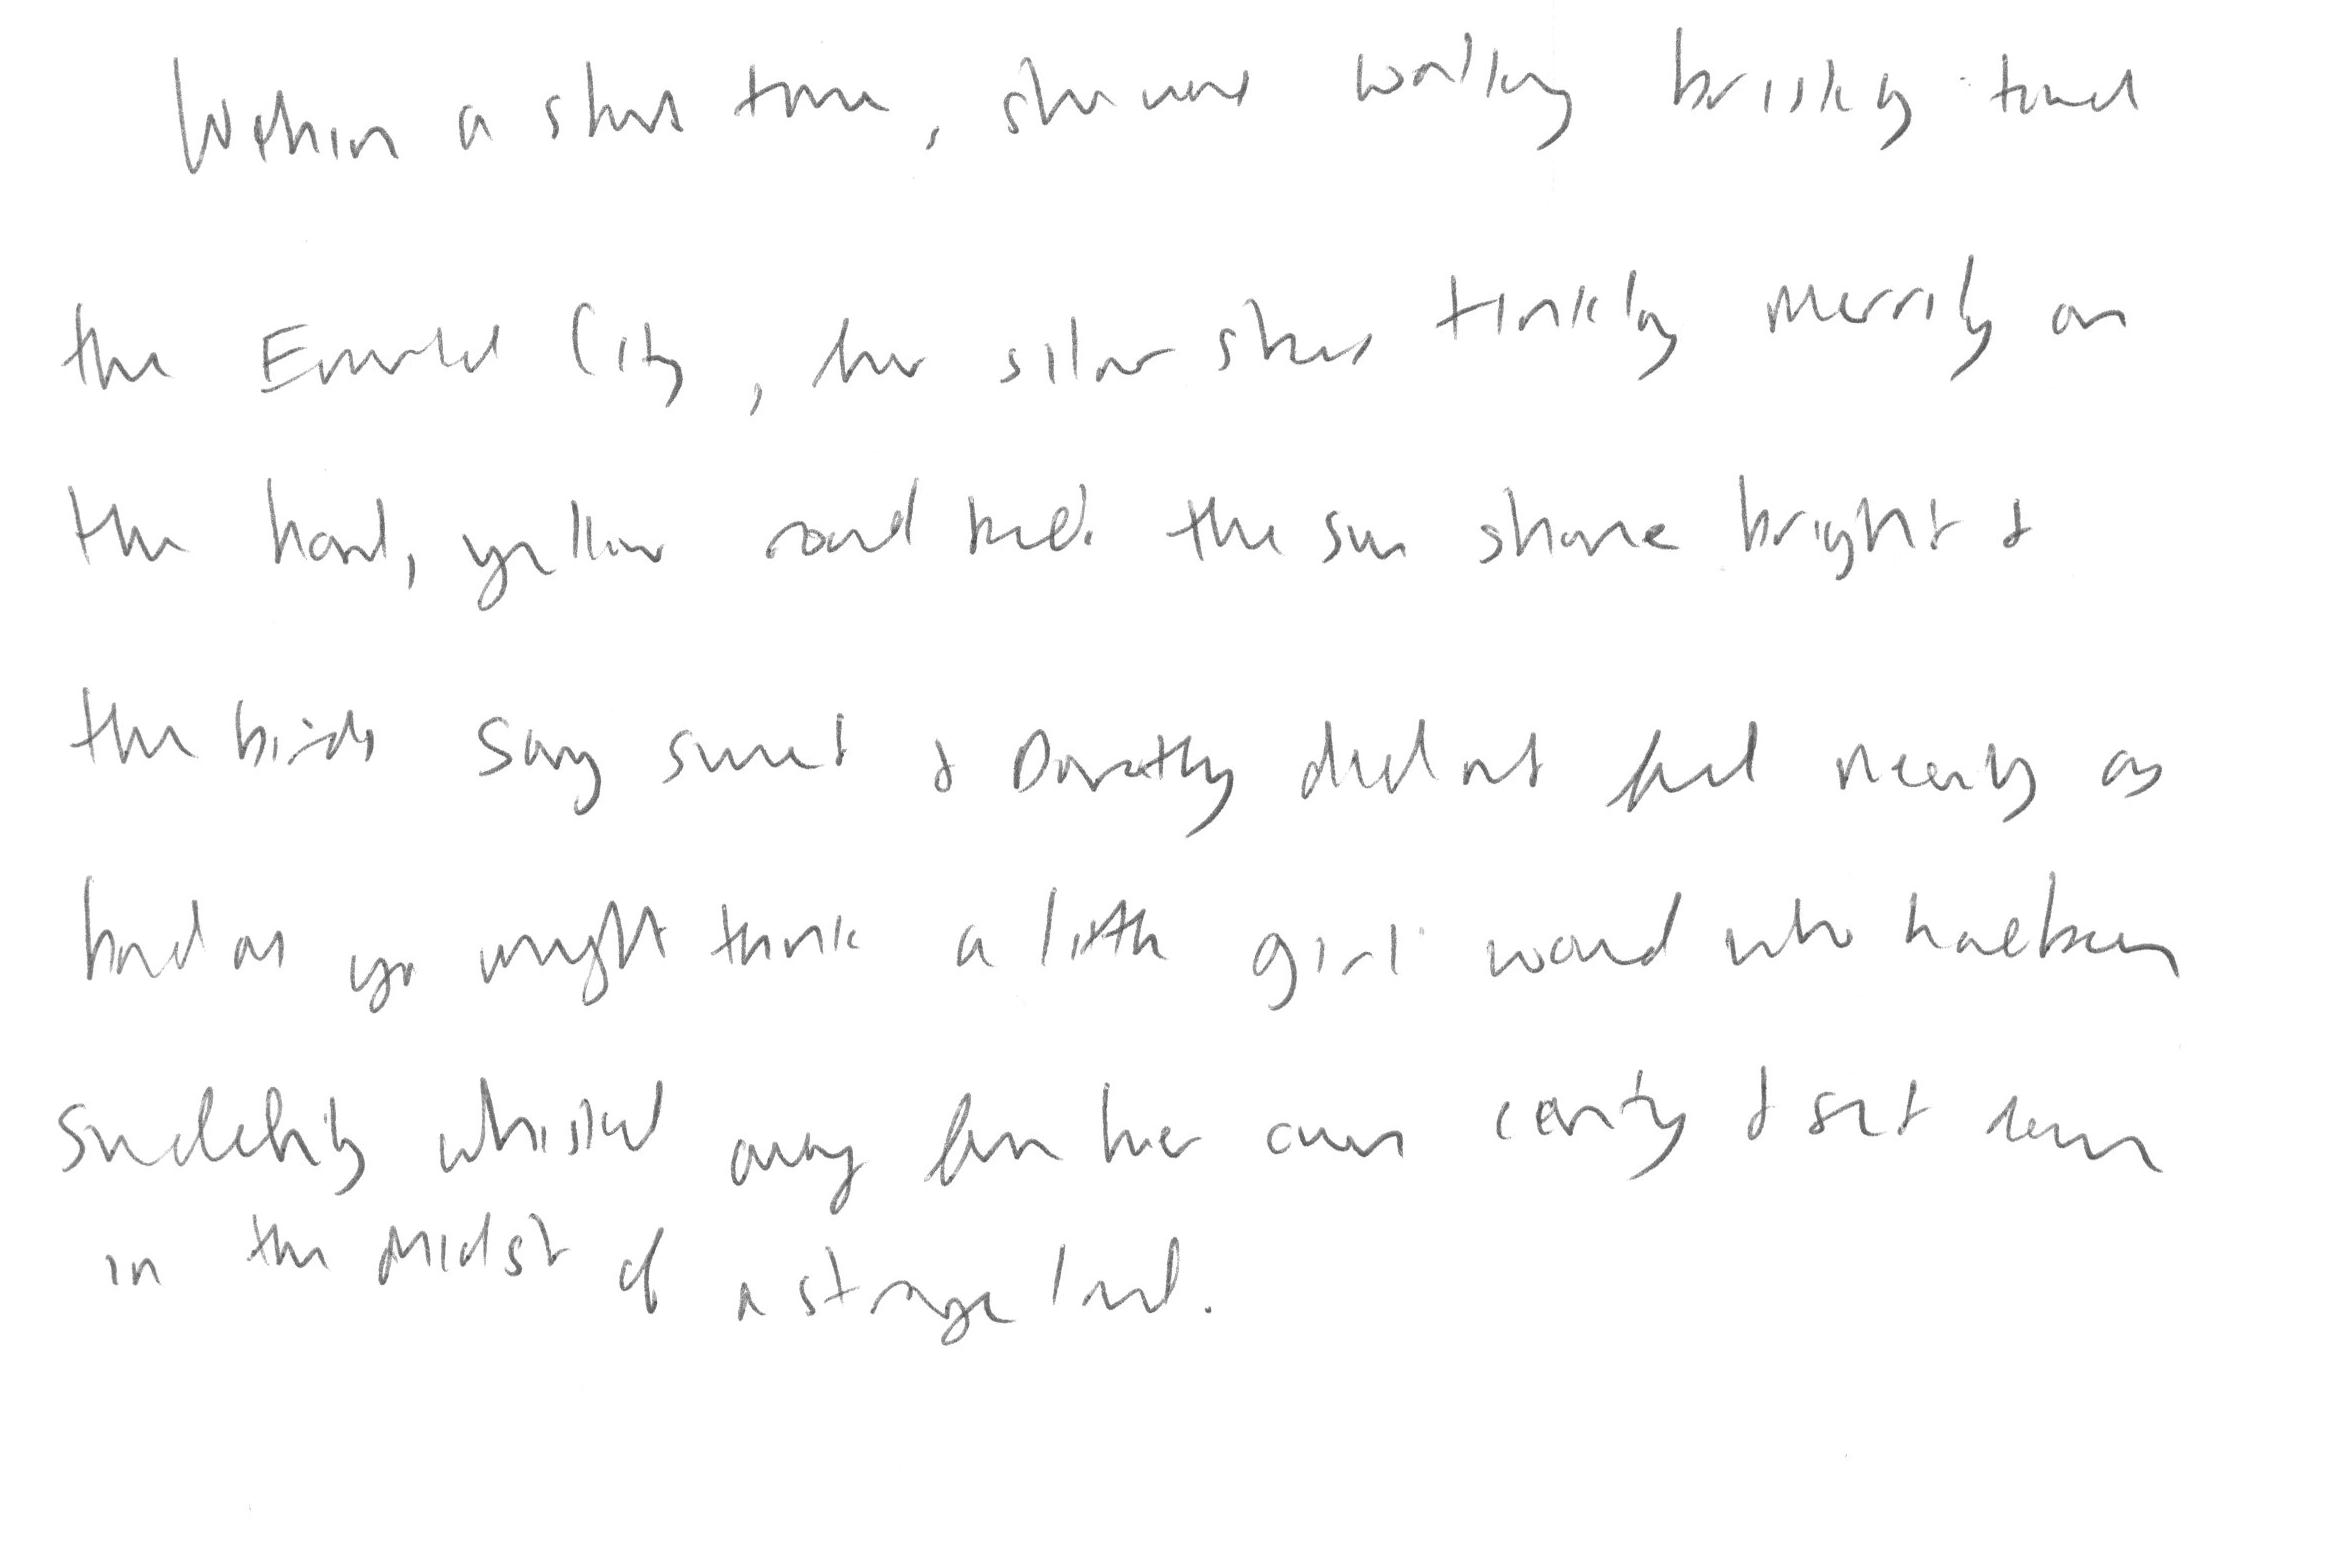 Within a short time, she was walking briskly toward
the Emerald City, her silver shoes tinkling merrily on
the hard, yellow road bed. The sun shone bright &
the birds sang sweet & Dorothy did not feel nearly as
bad as you might think a little girl would who had been
suddenly whisked away from her own country & set down
in the midst of a strange land.